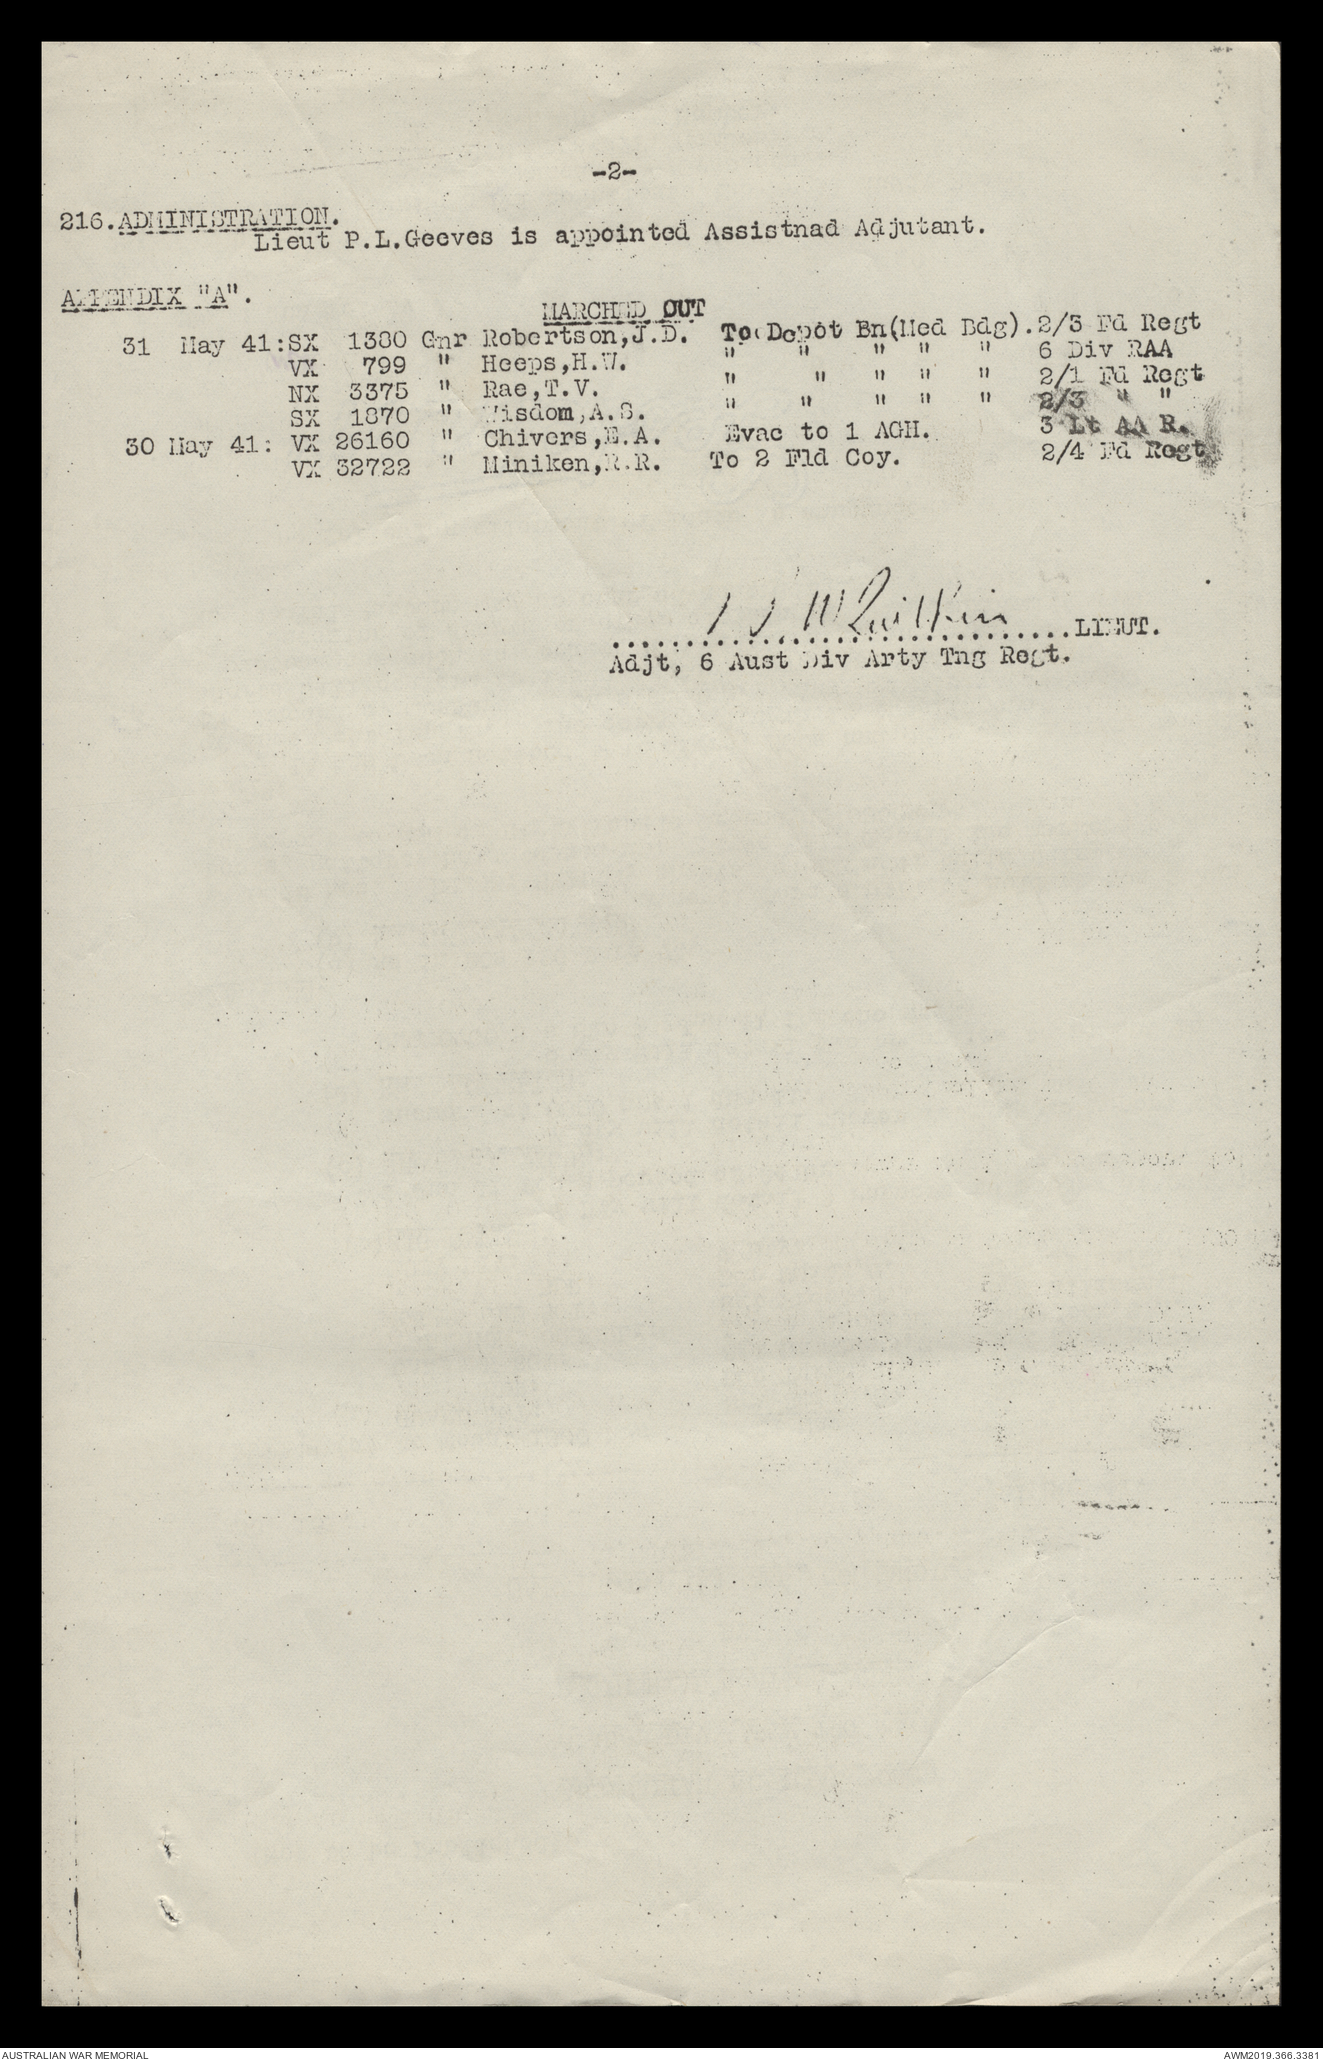 -2-
216. ADMINISTRATION.
Lieut P.L.Geeves is appointed Assistnad Adjutant.
APPENDIX "A".
MARCHED OUT
31 May 41:SX 1380 Gnr Robertson,J.D. To Depot Bn(Med Bdg).2/3 Fd Regt
VX 799 " Heeps,H.W. " " " " " 6 Div RAA
NX 3375 " Rae,T.V. " " " " " 2/1 Fd Regt
SX 1870 " Wisdom,A.S. " " " " " 2/3 " "
30 May 41: VX 26160 " Chivers,E.A. Evac to 1 AGH. 3 Lt AA R.
VX 32722 " Miniken,R.R. To 2 Fld Coy. 2/4 Fd Regt
..............................LIEUT.
Adjt, 6 Aust Div Arty Tng Regt.
AUSTRALIAN WAR MEMORIAL AWM2019.366.3381